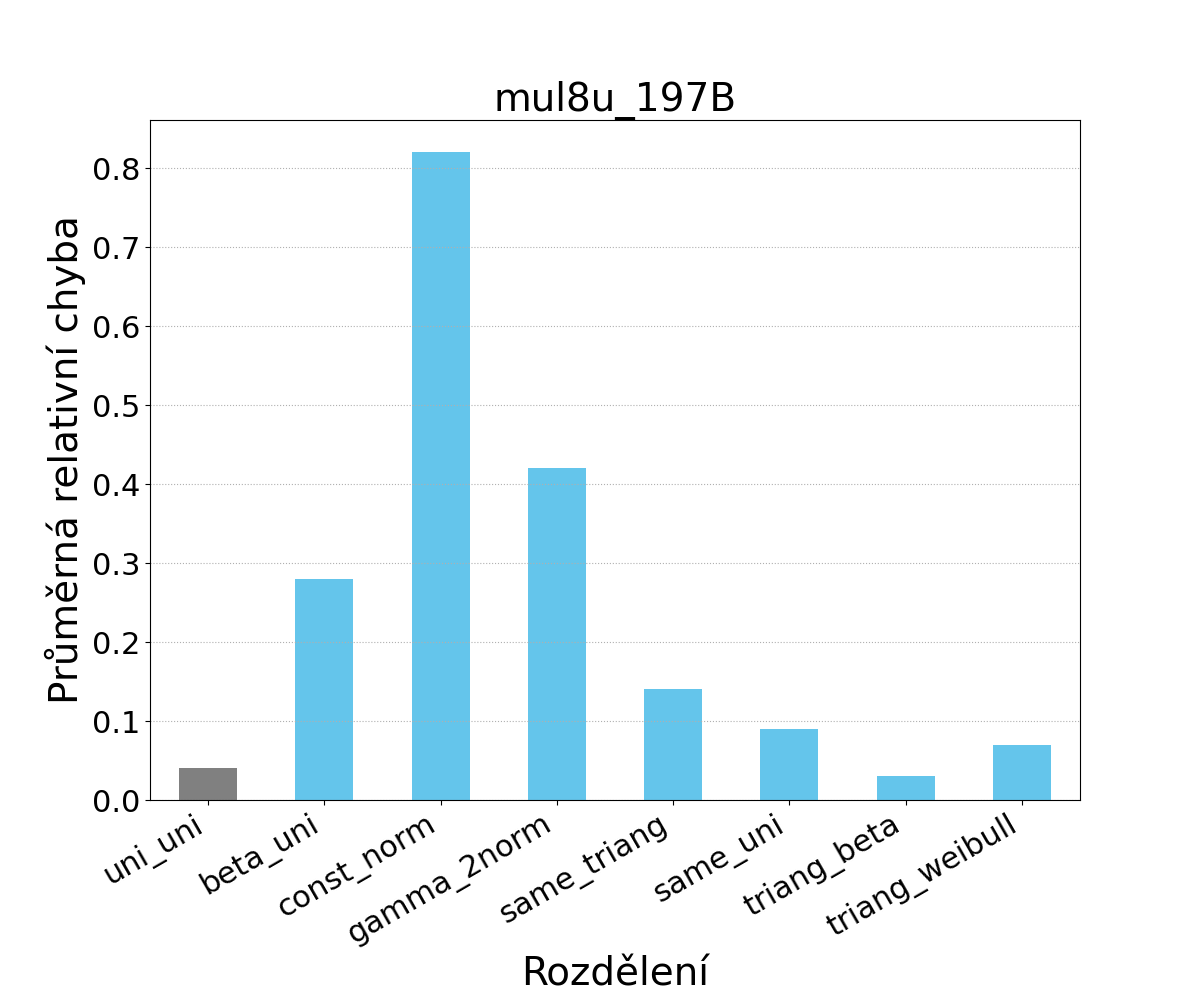 mul8u_197B
Průměrná relativní chyba
0.8
0.7
0.6
0.5
0.4
0.3
0.2
0.1
0.0
uni_uni
beta_uni
const_norm
gamma_2norm
same_triang
same_uni
triang_beta
triang_weibull
Rozdělení